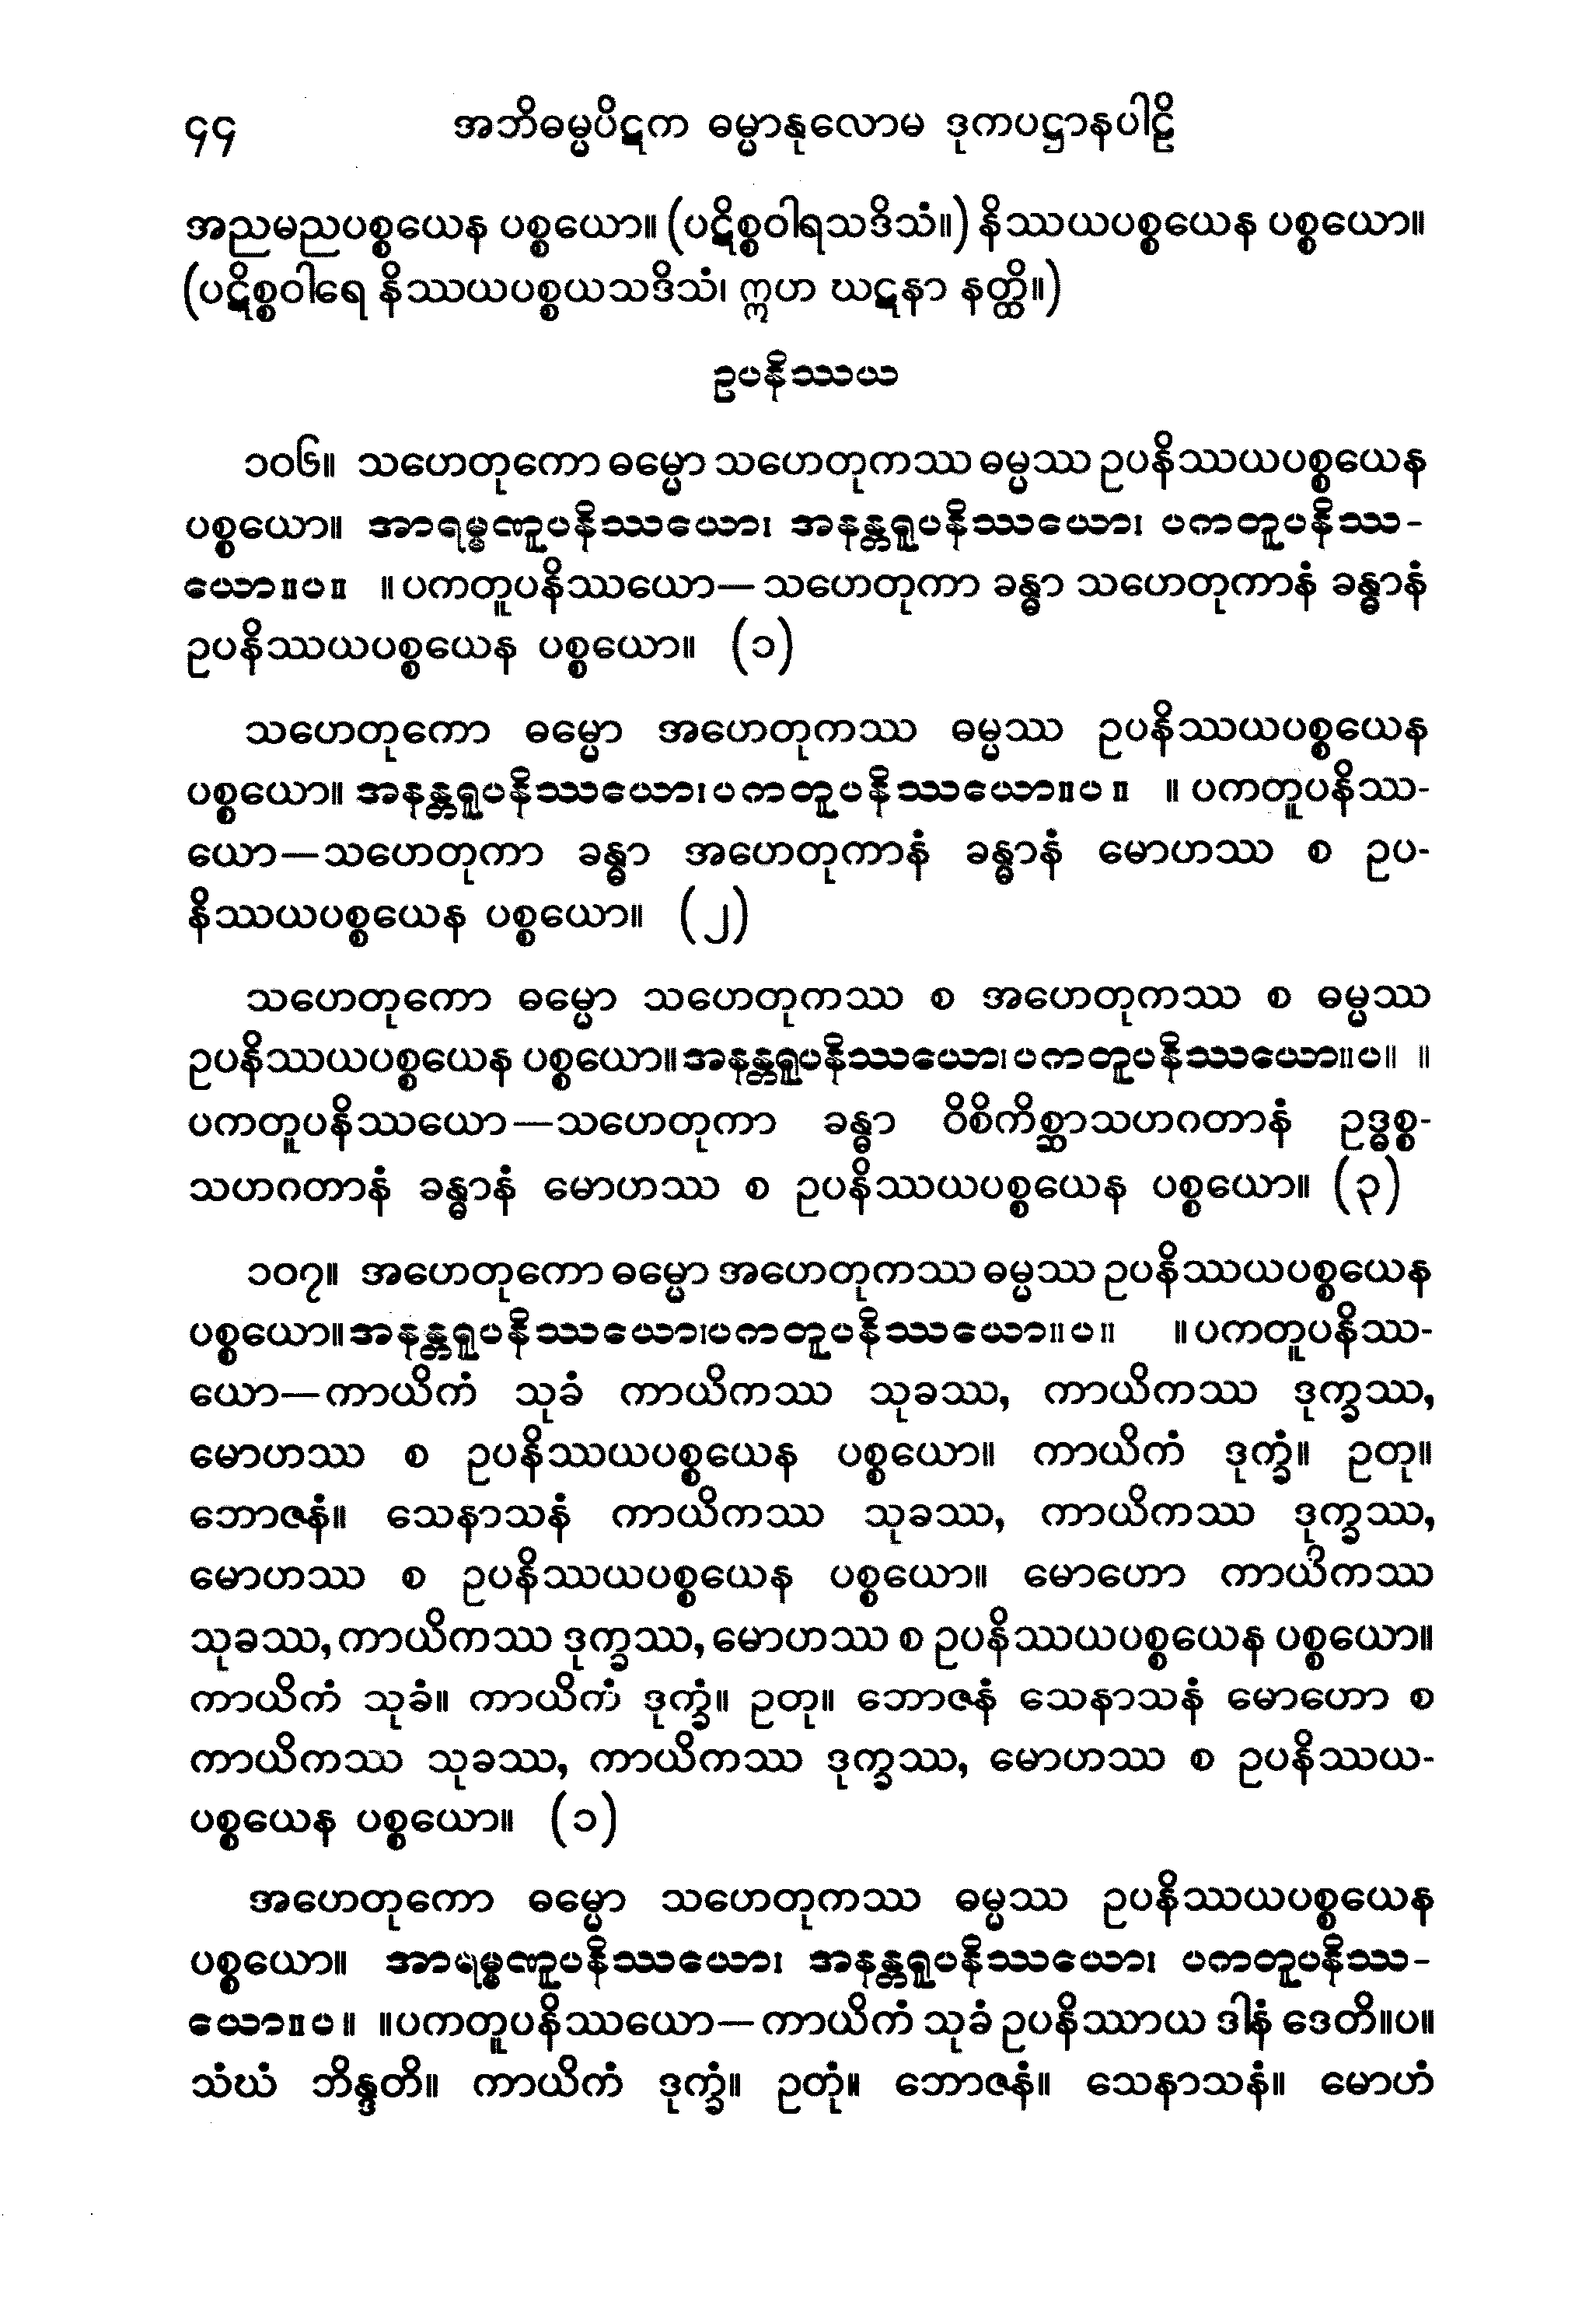 ၄၄ အဘိဓမ္မပိဋက ဓမ္မာနုလောမ ဒုကပဋ္ဌာနပါဠိ
အညမညပစ္စယေန ပစ္စယော။ (ပဋိစ္စဝါရသဒိသံ။) နိဿယပစ္စယေန ပစ္စယော။
(ပဋိစ္စဝါရေ နိဿယပစ္စယသဒိသံ၊ ဣဟ ဃဋနာ နတ္ထိ။)
ဥပနိဿယ
၁၀၆။ သဟေတုကော ဓမ္မော သဟေတုကဿ ဓမ္မဿ ဥပနိဿယပစ္စယေန
ပစ္စယော။ အာရမ္မဏူပနိဿယော၊ အနန္တရူပနိဿယော၊ ပကတူပနိဿ-
ယော။ပ။ ။ပကတူပနိဿယော—သဟေတုကာ ခန္ဓာ သဟေတုကာနံ ခန္ဓာနံ
ဥပနိဿယပစ္စယေန ပစ္စယော။ (၁)
သဟေတုကော ဓမ္မော အဟေတုကဿ ဓမ္မဿ ဥပနိဿယပစ္စယေန
ပစ္စယော။ အနန္တရူပနိဿယော၊ ပကတူပနိဿယော။ပ။ ။ ပကတူပနိဿ-
ယော—သဟေတုကာ ခန္ဓာ အဟေတုကာနံ ခန္ဓာနံ မောဟဿ စ ဥပ-
နိဿယပစ္စယေန ပစ္စယော။ (၂)
သဟေတုကော ဓမ္မော သဟေတုကဿ စ အဟေတုကဿ စ ဓမ္မဿ
ဥပနိဿယပစ္စယေန ပစ္စယော။ အနန္တရူပနိဿယော၊ ပကတူပနိဿယော။ပ။ ။
ပကတူပနိဿယော—သဟေတုကာ ခန္ဓာ ဝိစိကိစ္ဆာသဟဂတာနံ ဥဒ္ဓစ္စ-
သဟဂတာနံ ခန္ဓာနံ မောဟဿ စ ဥပနိဿယပစ္စယေန ပစ္စယော။ (၃)
၁၀၇။ အဟေတုကော ဓမ္မော အဟေတုကဿ ဓမ္မဿ ဥပနိဿယပစ္စယေန
ပစ္စယော။ အနန္တရူပနိဿယော၊ ပကတူပနိဿယော။ပ။ ။ပကတူပနိဿ-
ယော—ကာယိကံ သုခံ ကာယိကဿ သုခဿ, ကာယိကဿ ဒုက္ခဿ,
မောဟဿ စ ဥပနိဿယပစ္စယေန ပစ္စယော။ ကာယိကံ ဒုက္ခံ။ ဥတု။
ဘောဇနံ။ သေနာသနံ ကာယိကဿ သုခဿ, ကာယိကဿ ဒုက္ခဿ,
မောဟဿ စ ဥပနိဿယပစ္စယေန ပစ္စယော။ မောဟော ကာယိကဿ
သုခဿ, ကာယိကဿ ဒုက္ခဿ, မောဟဿ စ ဥပနိဿယပစ္စယေန ပစ္စယော။
ကာယိကံ သုခံ။ ကာယိကံ ဒုက္ခံ။ ဥတု။ ဘောဇနံ သေနာသနံ မောဟော စ
ကာယိကဿ သုခဿ, ကာယိကဿ ဒုက္ခဿ, မောဟဿ စ ဥပနိဿယ-
ပစ္စယေန ပစ္စယော။ (၁)
အဟေတုကော ဓမ္မော သဟေတုကဿ ဓမ္မဿ ဥပနိဿယပစ္စယေန
ပစ္စယော။ အာရမ္မဏူပနိဿယော၊ အနန္တရူပနိဿယော၊ ပကတူပနိဿ-
ယော။ပ။ ။ပကတူပနိဿယော—ကာယိကံ သုခံ ဥပနိဿာယ ဒါနံ ဒေတိ။ပ။
သံဃံ ဘိန္ဒတိ။ ကာယိကံ ဒုက္ခံ။ ဥတုံ။ ဘောဇနံ။ သေနာသနံ။ မောဟံ